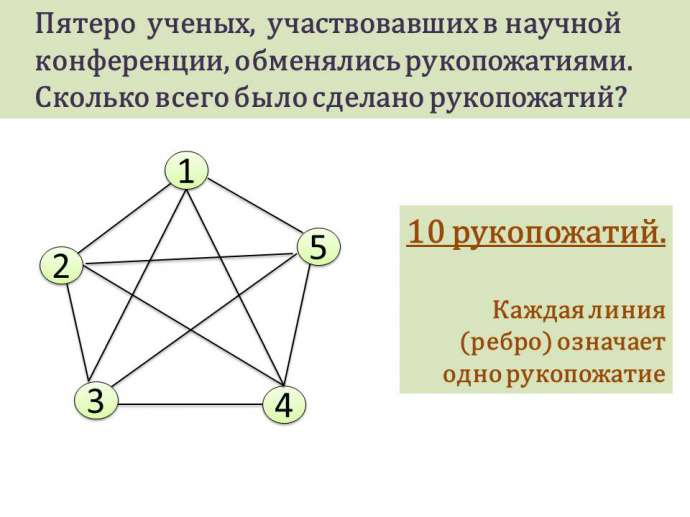 Пятеро ученых, участвовавших в научной
конференции, обменялись рукопожатиями.
Сколько всего было сделано рукопожатий?
1
5
2
3
4
10 рукопожатий.
Каждая линия
(ребро) означает
одно рукопожатие